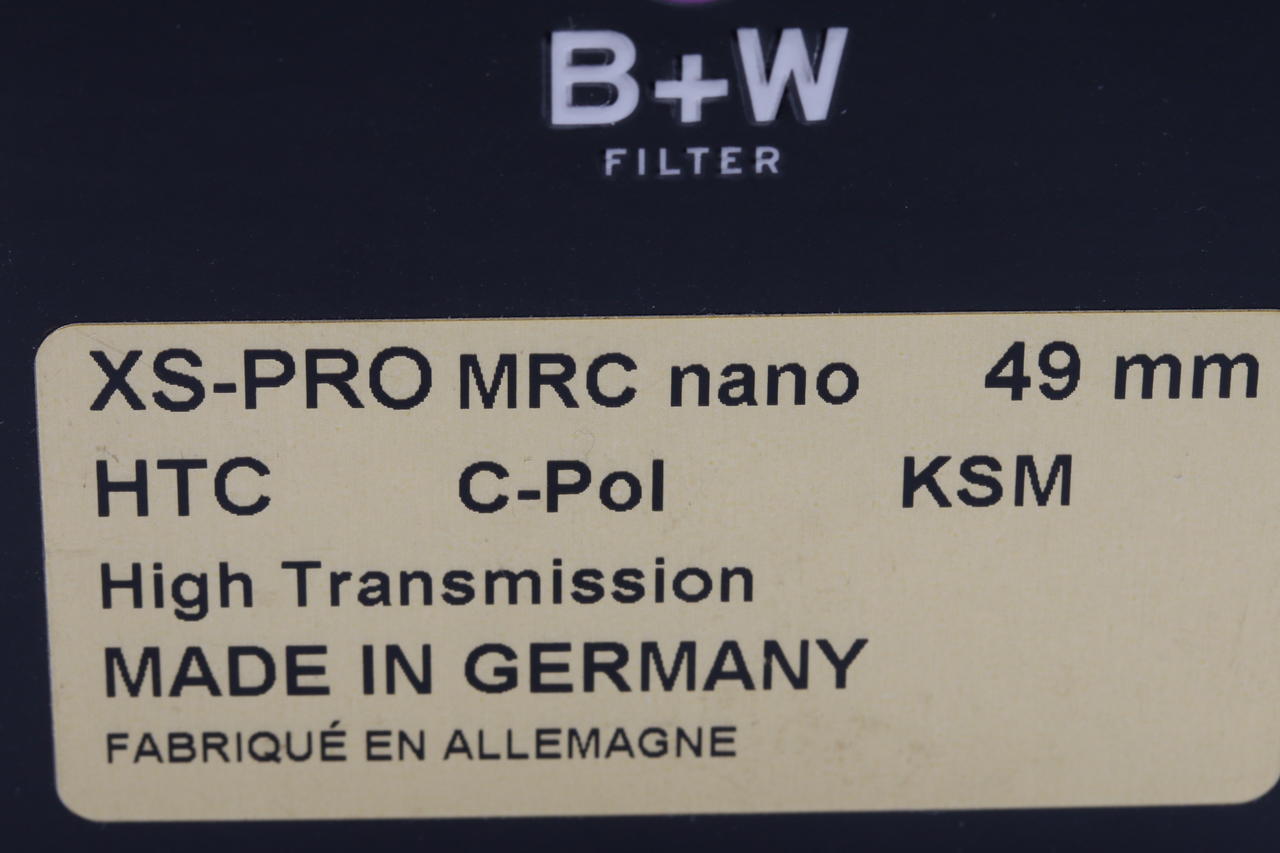 B+W
FILTER
XS-PRO MRC nano 49 mm
HTC C-Pol KSM
High Transmission
MADE IN GERMANY
FABRIQUÉ EN ALLEMAGNE